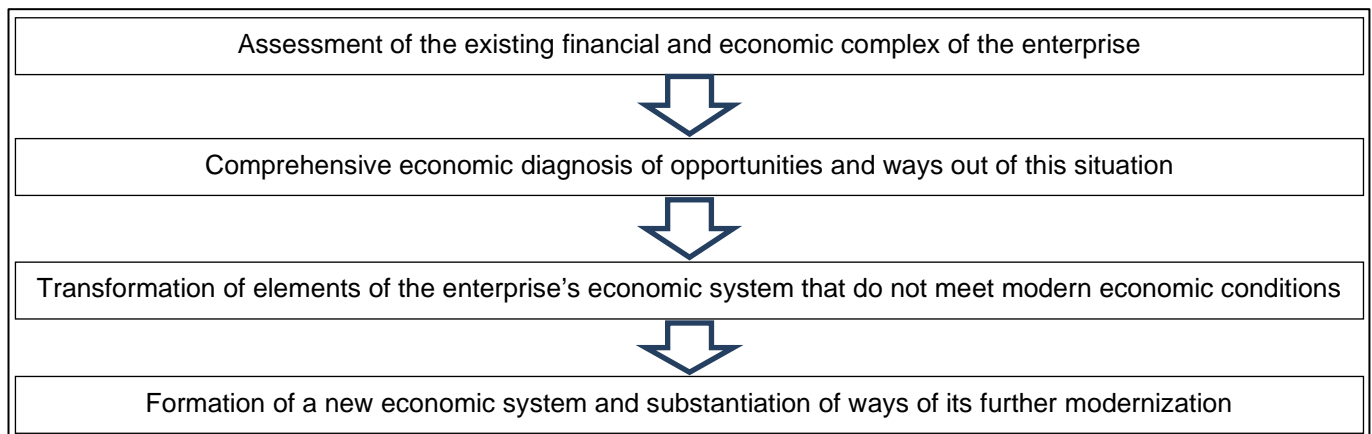 Assessment of the existing financial and economic complex of the enterprise
Comprehensive economic diagnosis of opportunities and ways out of this situation
Transformation of elements of the enterprise’s economic system that do not meet modern economic conditions
Formation of a new economic system and substantiation of ways of its further modernization